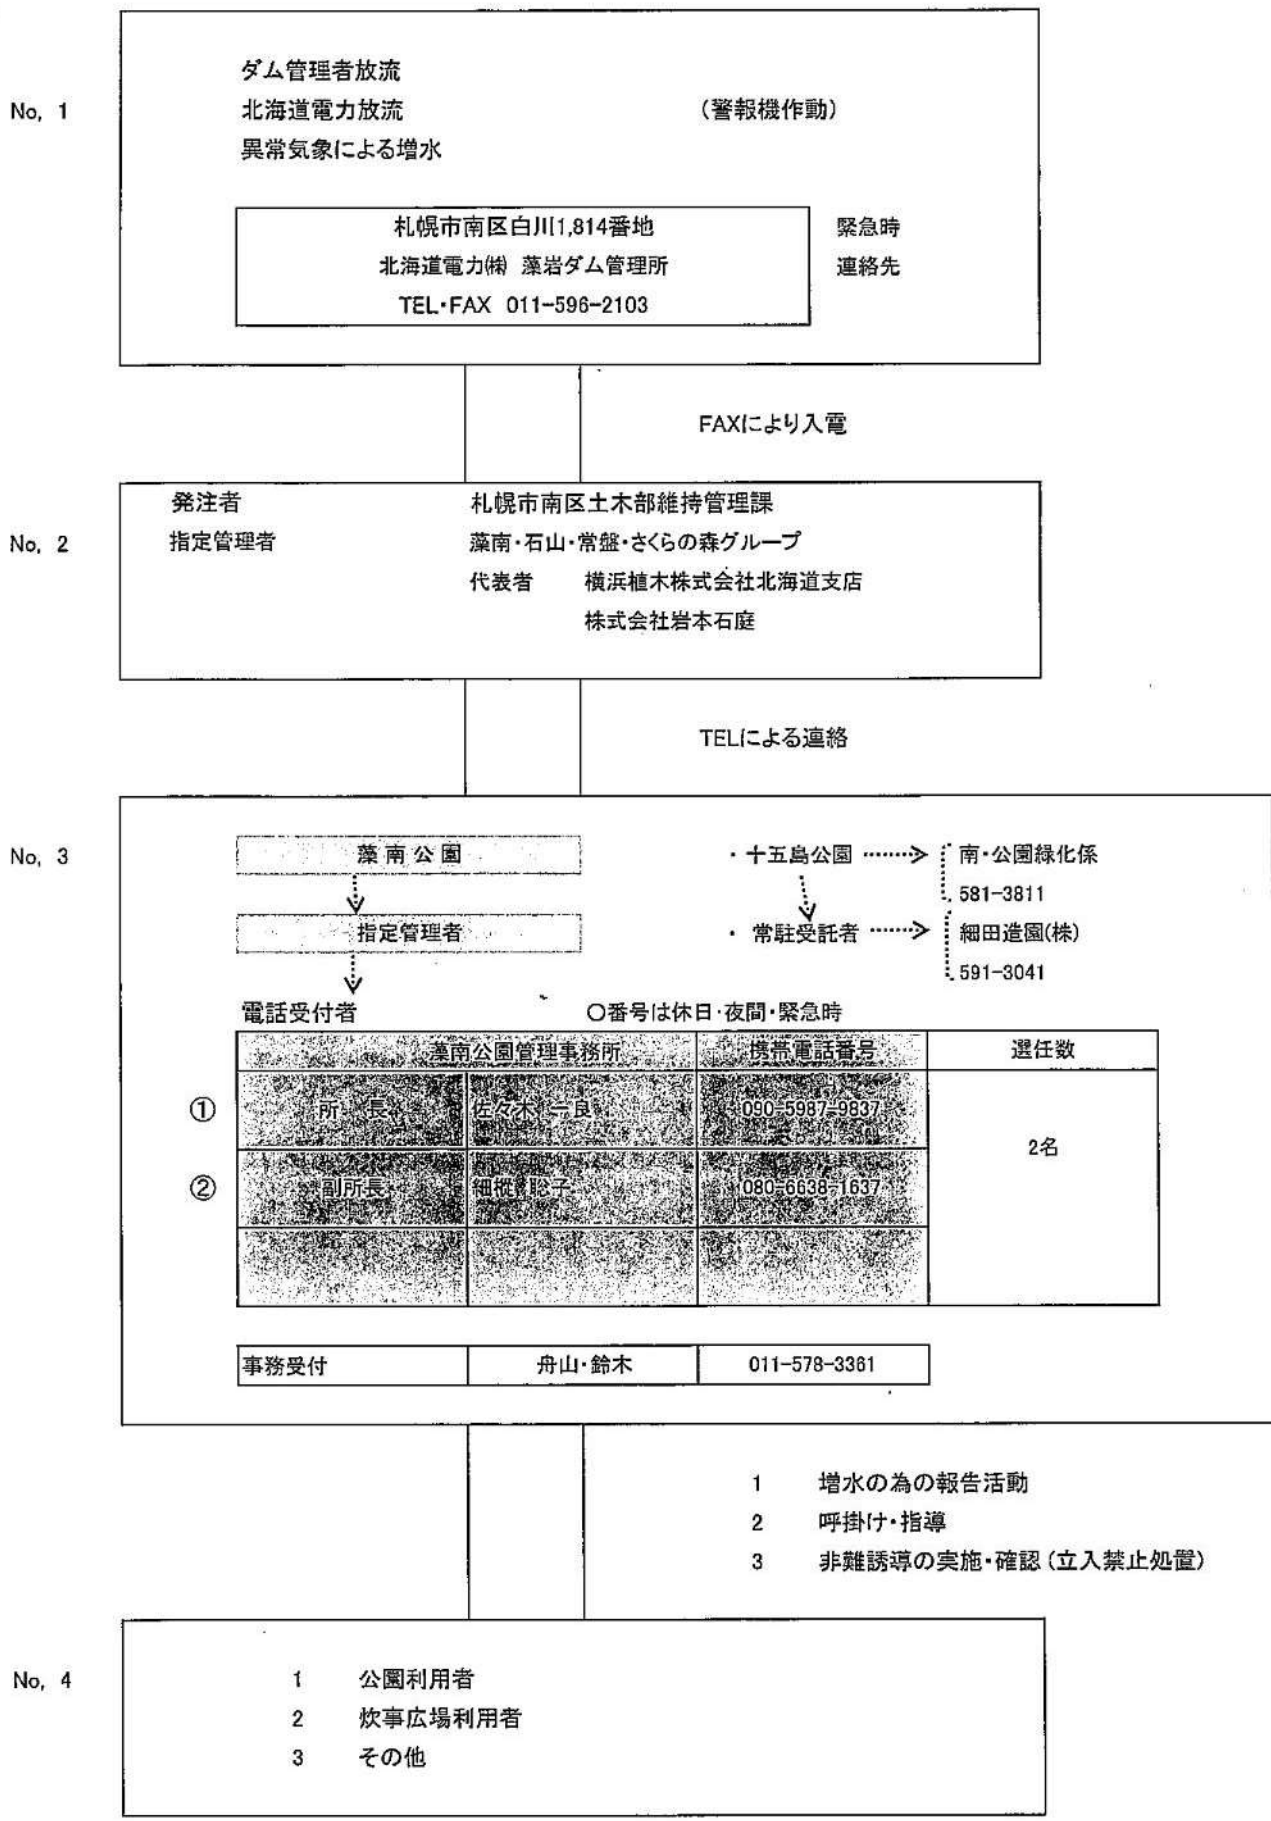 No, 1
ダム管理者放流
北海道電力放流 (警報機作動)
異常気象による増水
札幌市南区白川1,814番地
北海道電力㈱ 藻岩ダム管理所
TEL・FAX 011-596-2103
緊急時
連絡先
FAXにより入電
No, 2
発注者 札幌市南区土木部維持管理課
指定管理者 藻南・石山・常盤・さくらの森グループ
代表者 横浜植木株式会社北海道支店
株式会社岩本石庭
TELによる連絡
No, 3
藻南公園
指定管理者
・十五島公園 南・公園緑化係
581-3811
・常駐受託者 細田造園(株)
591-3041
電話受付者 〇番号は休日・夜間・緊急時
藻南公園管理事務所 携帯電話番号 選任数
① 所 長 佐々木 一良 090-5987-9837
2名
② 副所長 細樅 聡子 080-6638-1637
事務受付 舟山・鈴木 011-578-3361
1 増水の為の報告活動
2 呼掛け・指導
3 非難誘導の実施・確認(立入禁止処置)
No, 4
1 公園利用者
2 炊事広場利用者
3 その他